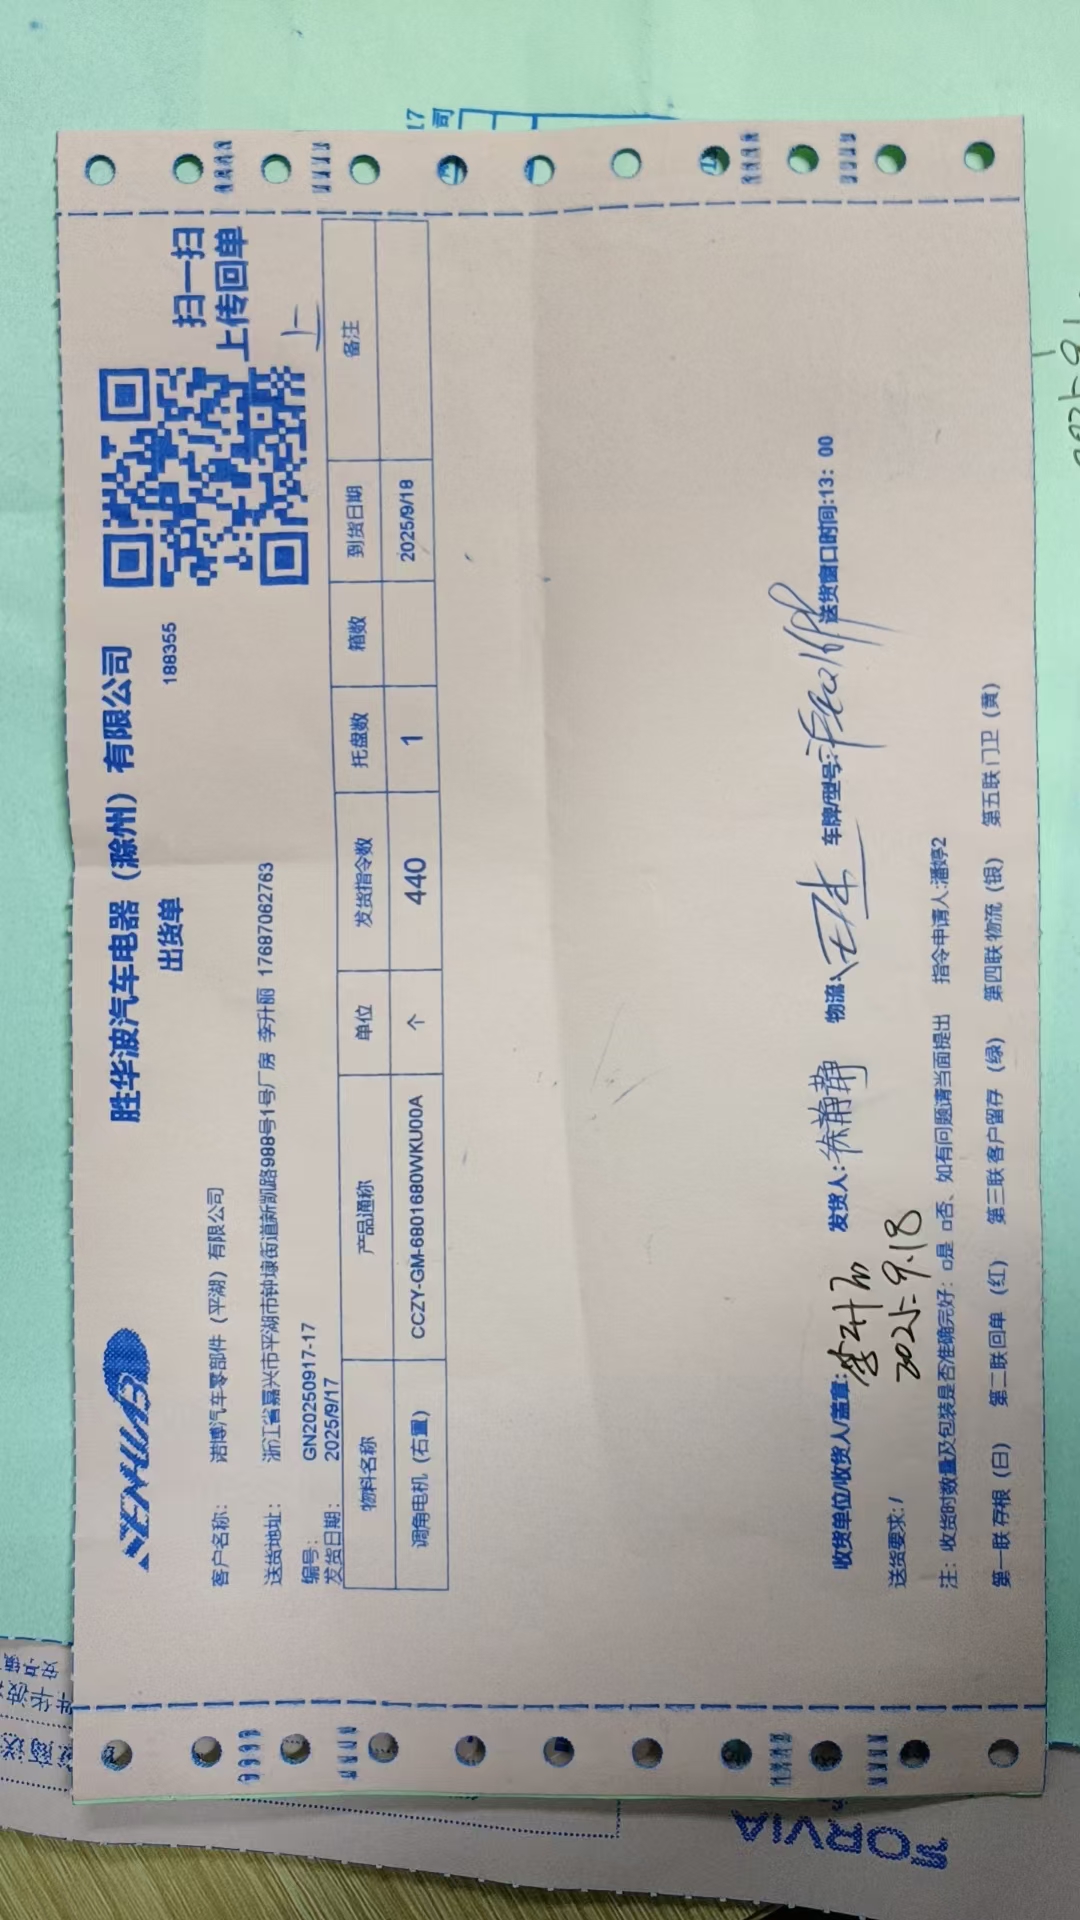 SHENGHUABO
胜华波汽车电器（滁州）有限公司
出货单
188355
扫一扫
上传回单
客户名称： 诺博汽车零部件（平湖）有限公司
送货地址： 浙江省嘉兴市平湖市钟埭街道新凯路988号1号厂房 李升丽 17687062763
编号： GN20250917-17
发货日期： 2025/9/17
物料名称 产品通称 单位 发货指令数 托盘数 箱数 到货日期 备注
调角电机（右置） CCZY-GM-6801680WKU00A 个 440 1 2025/9/18
收货单位/收货人/盖章： 李升丽 发货人： 徐静静 物流： 车牌/型号： 送货窗口时间:13：00
2025.9.18
送货要求：/
注：收货时数量及包装是否准确完好：□是 □否、如有问题请当面提出 指令申请人:潘婷2
第一联 存根（白） 第二联 回单（红） 第三联 客户留存（绿） 第四联 物流（银） 第五联 门卫（黄）
FORVIA